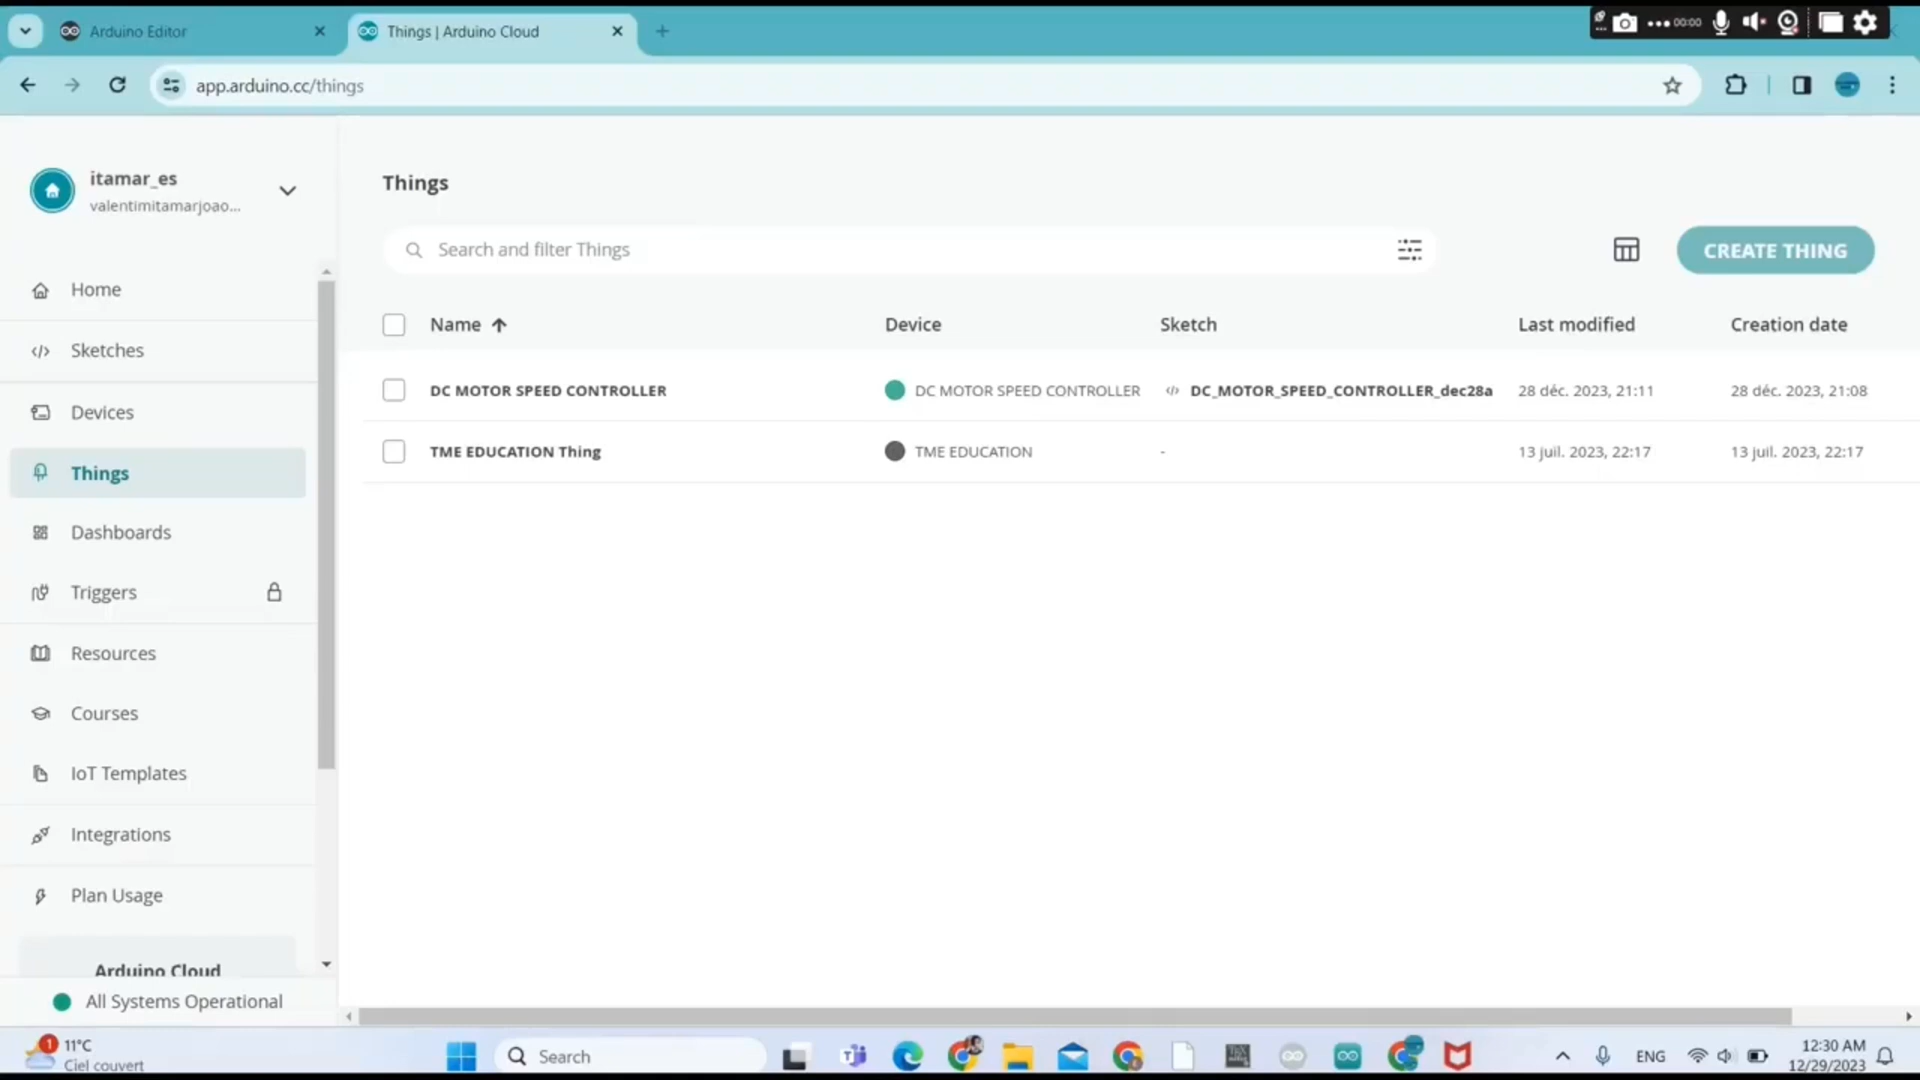 Arduino Editor
Things | Arduino Cloud
00:00
app.arduino.cc/things
itamar_es
valentimitamarjoao...
Home
Sketches
Devices
Things
Dashboards
Triggers
Resources
Courses
IoT Templates
Integrations
Plan Usage
Arduino Cloud
All Systems Operational
Things
Search and filter Things
CREATE THING
Name Device Sketch Last modified Creation date
DC MOTOR SPEED CONTROLLER DC MOTOR SPEED CONTROLLER </> DC_MOTOR_SPEED_CONTROLLER_dec28a 28 déc. 2023, 21:11 28 déc. 2023, 21:08
TME EDUCATION Thing TME EDUCATION - 13 juil. 2023, 22:17 13 juil. 2023, 22:17
1
11°C
Ciel couvert
Search
ENG
12:30 AM
12/29/2023